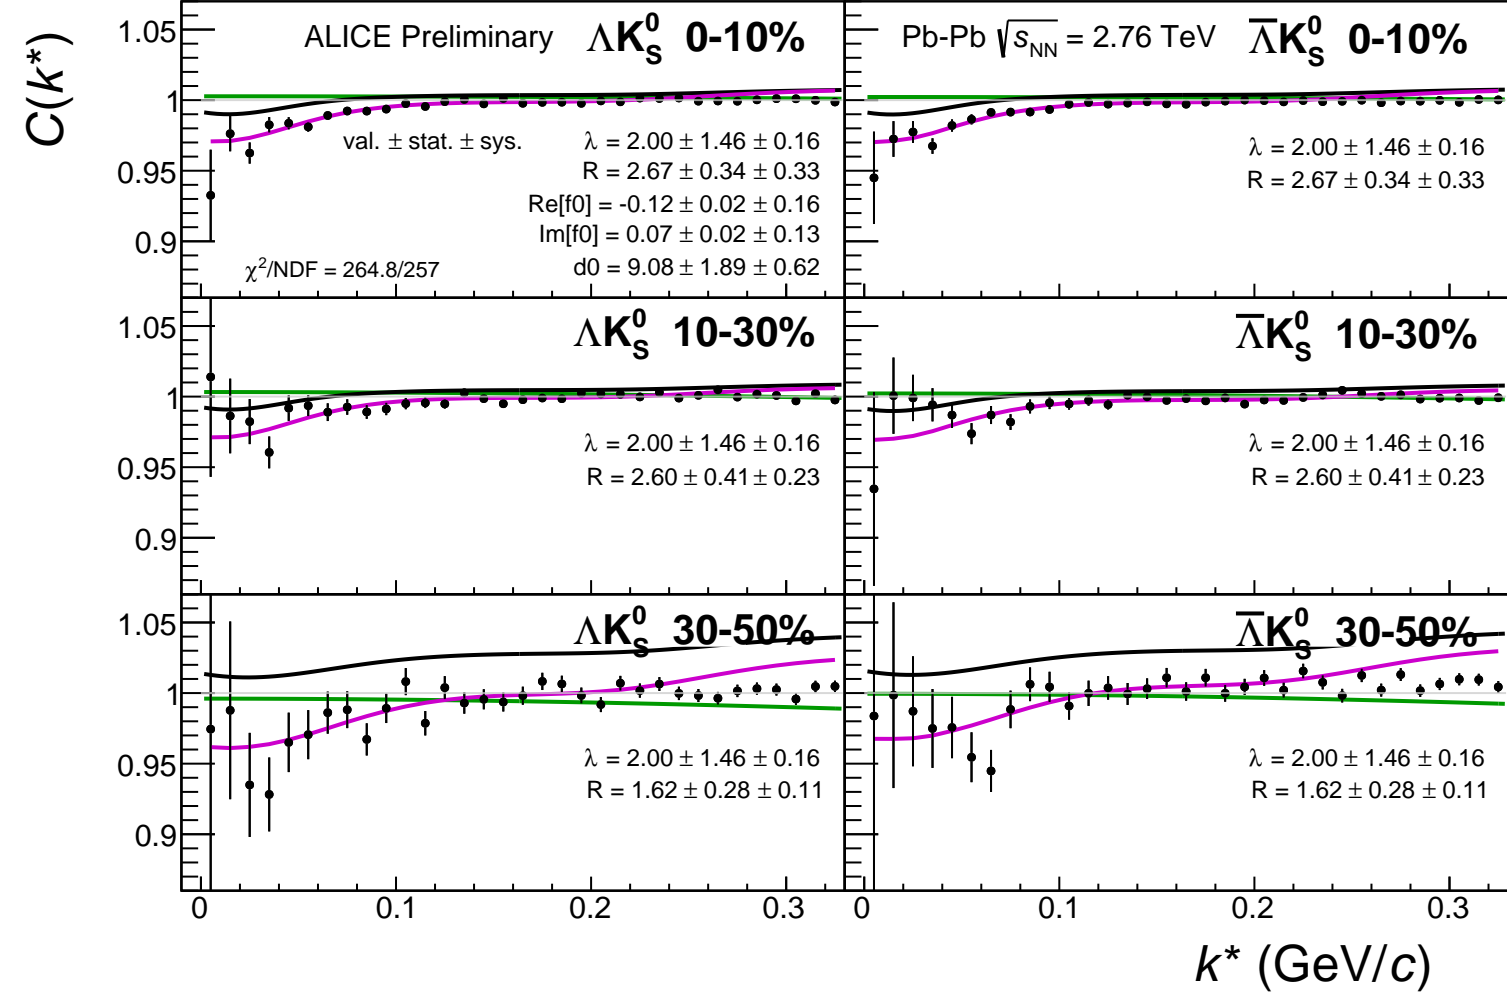 C(k*)
ALICE Preliminary ΛK⁰_S 0-10%
1.05
1
0.95
0.9
val. ± stat. ± sys.
λ = 2.00 ± 1.46 ± 0.16
R = 2.67 ± 0.34 ± 0.33
Re[f0] = -0.12 ± 0.02 ± 0.16
Im[f0] = 0.07 ± 0.02 ± 0.13
d0 = 9.08 ± 1.89 ± 0.62
χ²/NDF = 264.8/257
Pb-Pb √s_NN = 2.76 TeV Λ̅K⁰_S 0-10%
λ = 2.00 ± 1.46 ± 0.16
R = 2.67 ± 0.34 ± 0.33
ΛK⁰_S 10-30%
1.05
1
0.95
0.9
λ = 2.00 ± 1.46 ± 0.16
R = 2.60 ± 0.41 ± 0.23
Λ̅K⁰_S 10-30%
λ = 2.00 ± 1.46 ± 0.16
R = 2.60 ± 0.41 ± 0.23
ΛK⁰_S 30-50%
1.05
1
0.95
0.9
λ = 2.00 ± 1.46 ± 0.16
R = 1.62 ± 0.28 ± 0.11
Λ̅K⁰_S 30-50%
λ = 2.00 ± 1.46 ± 0.16
R = 1.62 ± 0.28 ± 0.11
0 0.1 0.2 0.3 0 0.1 0.2 0.3
k* (GeV/c)